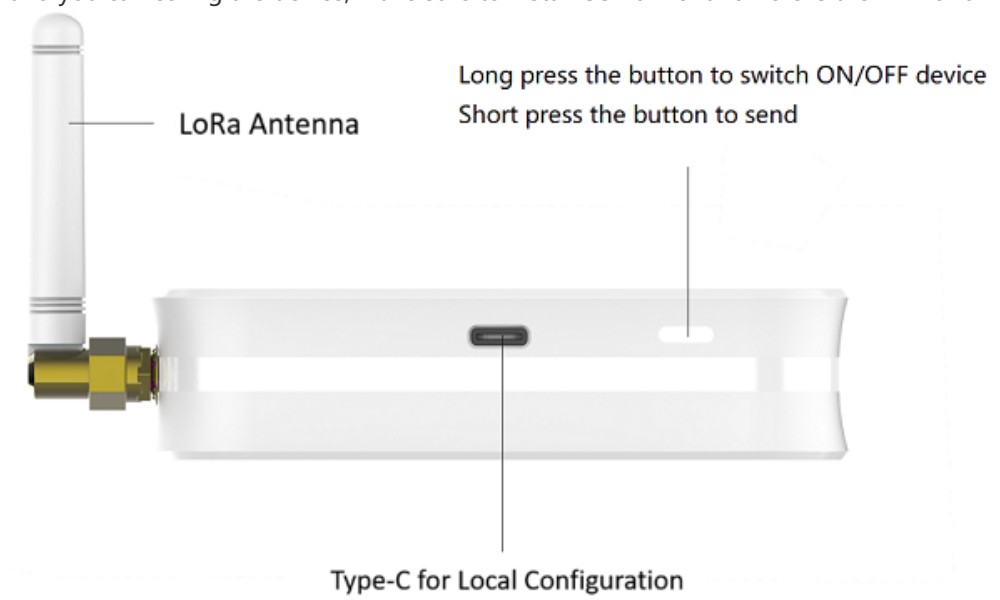 Long press the button to switch ON/OFF device
Short press the button to send
LoRa Antenna
Type-C for Local Configuration